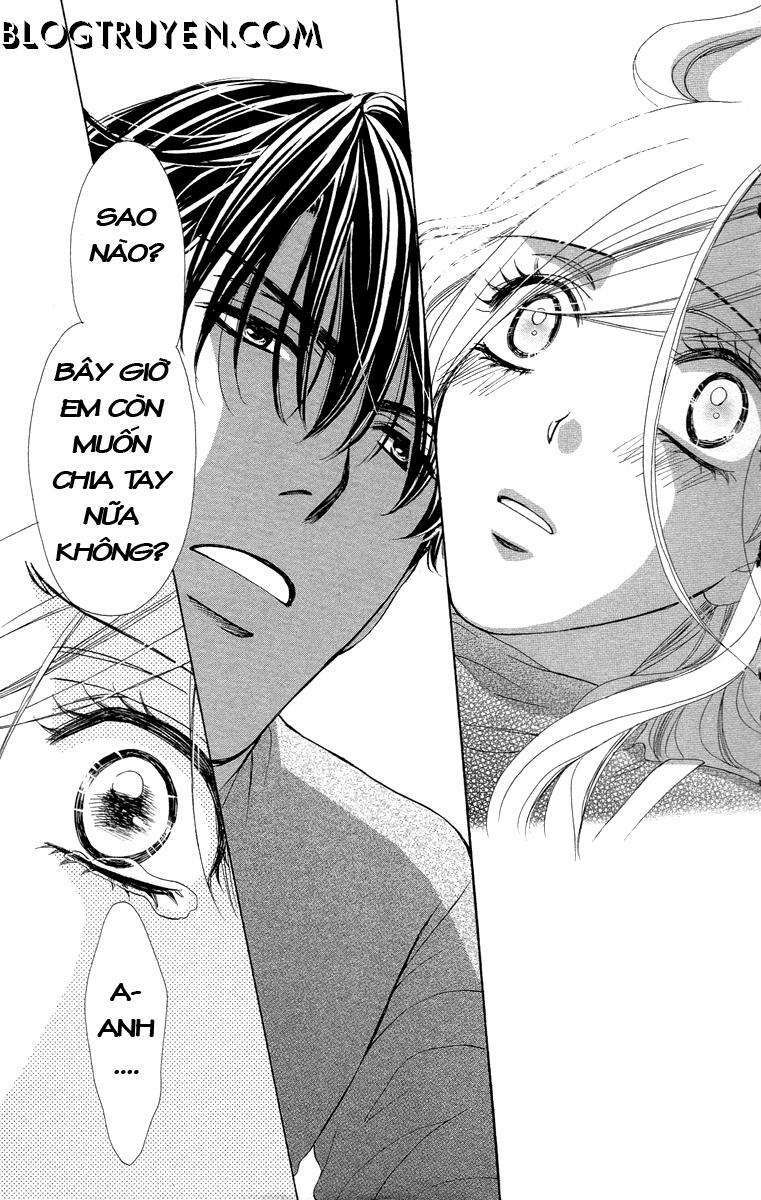 BLOGTRUYEN.COM
SAO
NÀO?
BÂY GIỜ
EM CÒN
MUỐN
CHIA TAY
NỮA
KHÔNG?
A-
ANH
....